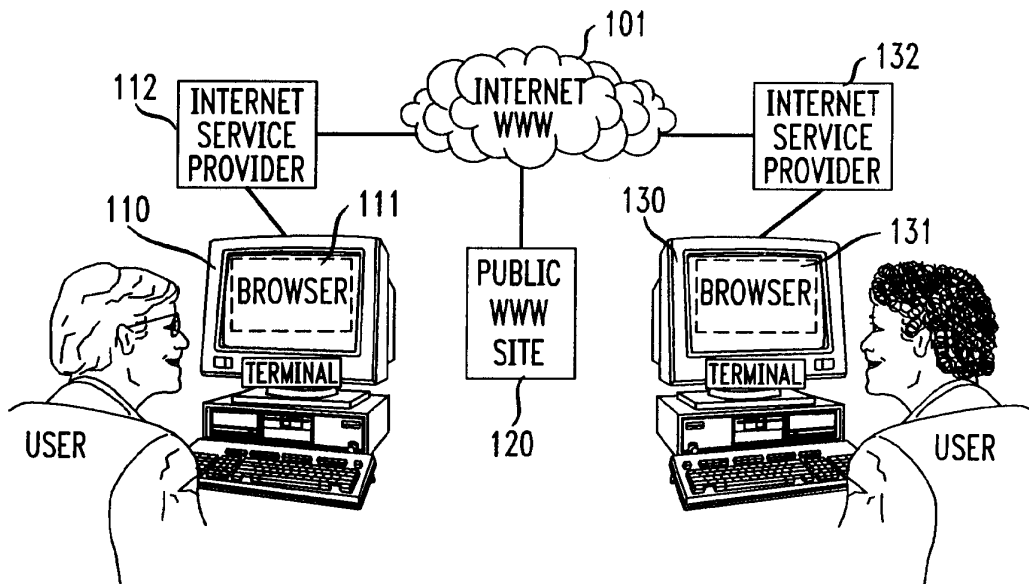 101
112
132
INTERNET
SERVICE
PROVIDER
INTERNET
WWW
INTERNET
SERVICE
PROVIDER
110
111
130
131
BROWSER
PUBLIC
WWW
SITE
BROWSER
TERMINAL
TERMINAL
120
USER
USER